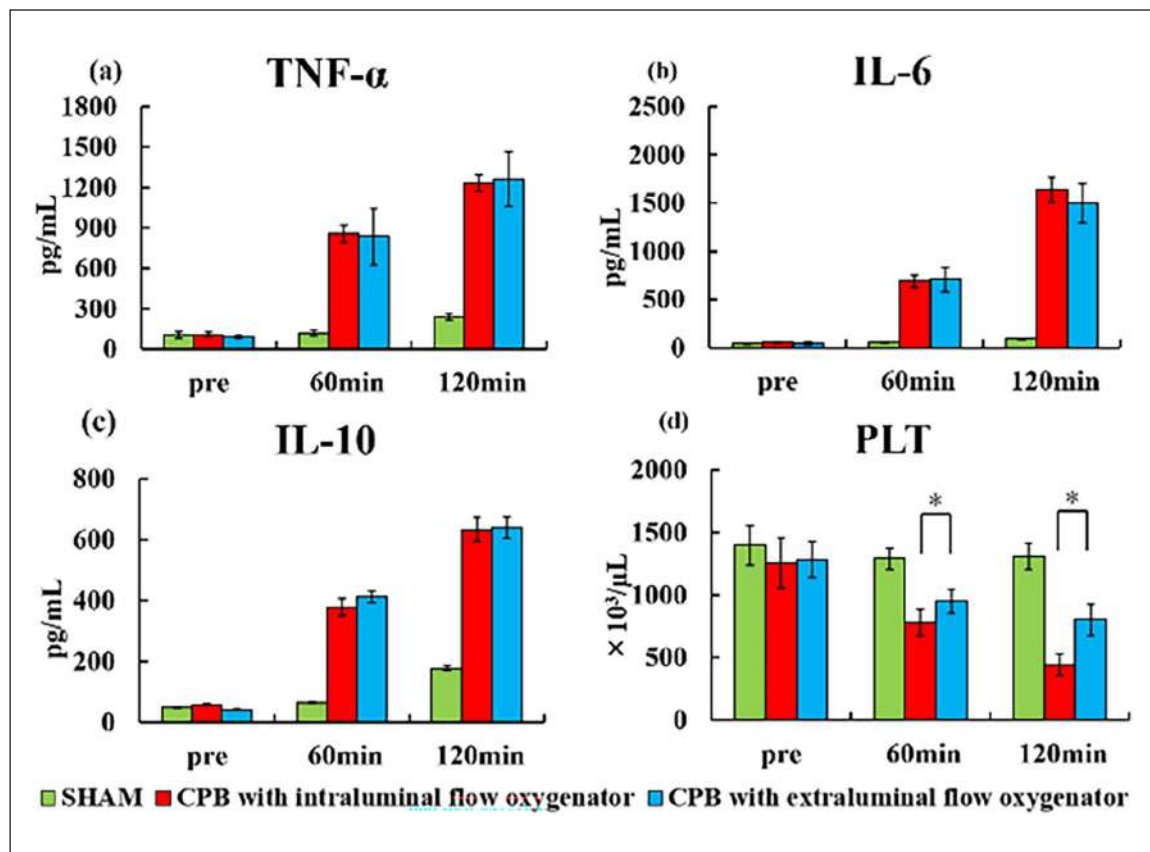 (a) TNF-α
1800
1500
1200
900
600
300
0
pg/mL
pre 60min 120min
(b) IL-6
2500
2000
1500
1000
500
0
pg/mL
pre 60min 120min
(c) IL-10
800
600
400
200
0
pg/mL
pre 60min 120min
(d) PLT
2000
1500
1000
500
0
×10³/μL
* *
pre 60min 120min
SHAM CPB with intraluminal flow oxygenator CPB with extraluminal flow oxygenator